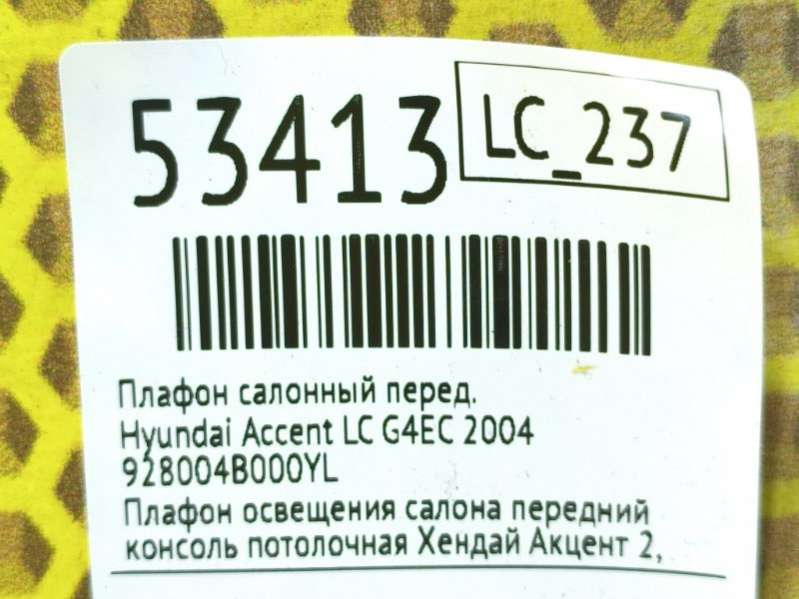 53413
LC_237
Плафон салонный перед.
Hyundai Accent LC G4EC 2004
928004B000YL
Плафон освещения салона передний
консоль потолочная Хендай Акцент 2,